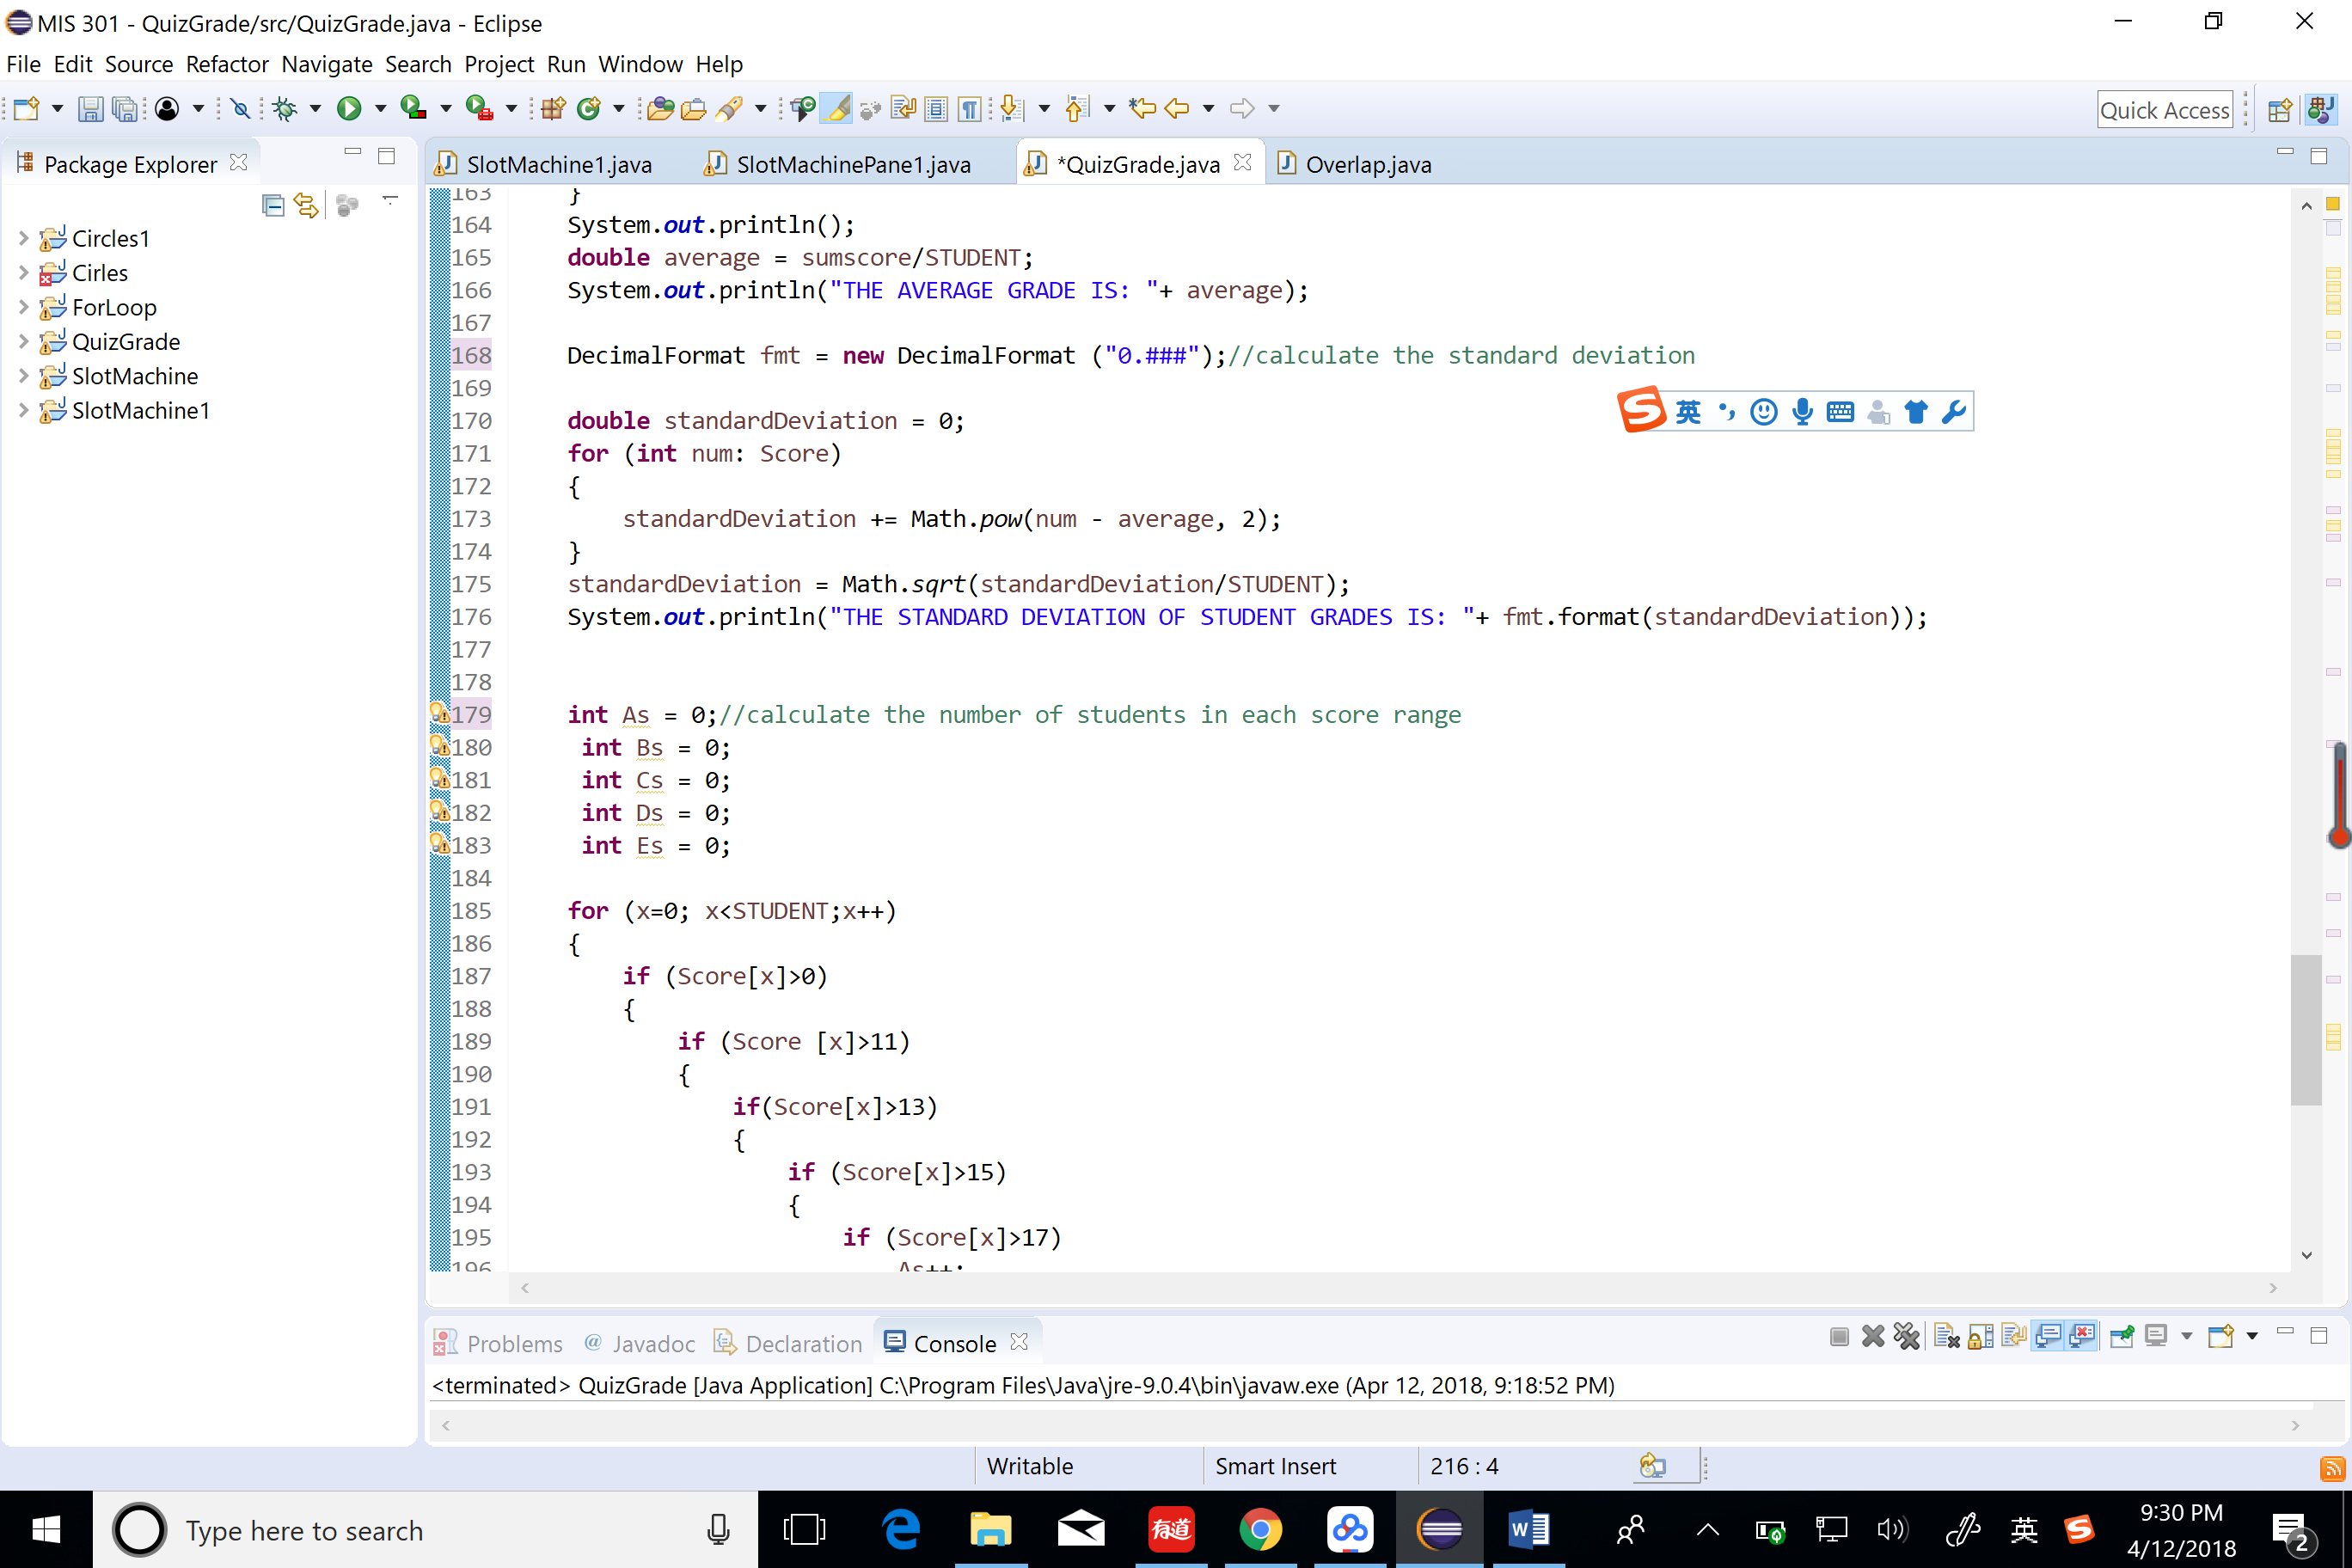 MIS 301 - QuizGrade/src/QuizGrade.java - Eclipse
File Edit Source Refactor Navigate Search Project Run Window Help
Quick Access
Package Explorer
SlotMachine1.java
SlotMachinePane1.java
*QuizGrade.java
Overlap.java
Circles1
Cirles
ForLoop
QuizGrade
SlotMachine
SlotMachine1
163 }
164 System.out.println();
165 double average = sumscore/STUDENT;
166 System.out.println("THE AVERAGE GRADE IS: "+ average);
167
168 DecimalFormat fmt = new DecimalFormat ("0.###");//calculate the standard deviation
169
170 double standardDeviation = 0;
171 for (int num: Score)
172 {
173 standardDeviation += Math.pow(num - average, 2);
174 }
175 standardDeviation = Math.sqrt(standardDeviation/STUDENT);
176 System.out.println("THE STANDARD DEVIATION OF STUDENT GRADES IS: "+ fmt.format(standardDeviation));
177
178
179 int As = 0;//calculate the number of students in each score range
180 int Bs = 0;
181 int Cs = 0;
182 int Ds = 0;
183 int Es = 0;
184
185 for (x=0; x<STUDENT;x++)
186 {
187 if (Score[x]>0)
188 {
189 if (Score [x]>11)
190 {
191 if(Score[x]>13)
192 {
193 if (Score[x]>15)
194 {
195 if (Score[x]>17)
196 As++;
S 英
Problems @ Javadoc Declaration Console
<terminated> QuizGrade [Java Application] C:\Program Files\Java\jre-9.0.4\bin\javaw.exe (Apr 12, 2018, 9:18:52 PM)
Writable Smart Insert 216 : 4
Type here to search
有道
英
S
9:30 PM
4/12/2018
2